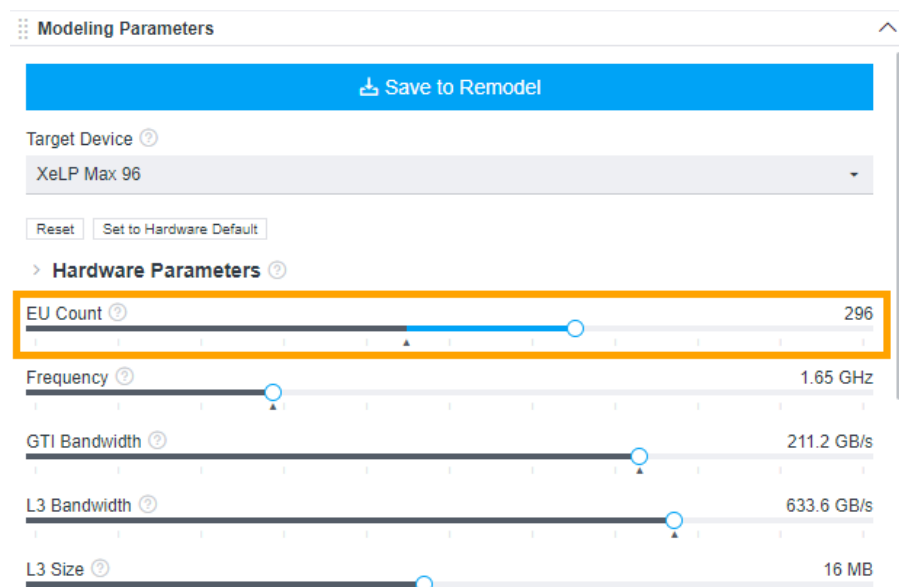 Modeling Parameters
Save to Remodel
Target Device ?
XeLP Max 96
Reset Set to Hardware Default
Hardware Parameters ?
EU Count ? 296
Frequency ? 1.65 GHz
GTI Bandwidth ? 211.2 GB/s
L3 Bandwidth ? 633.6 GB/s
L3 Size ? 16 MB